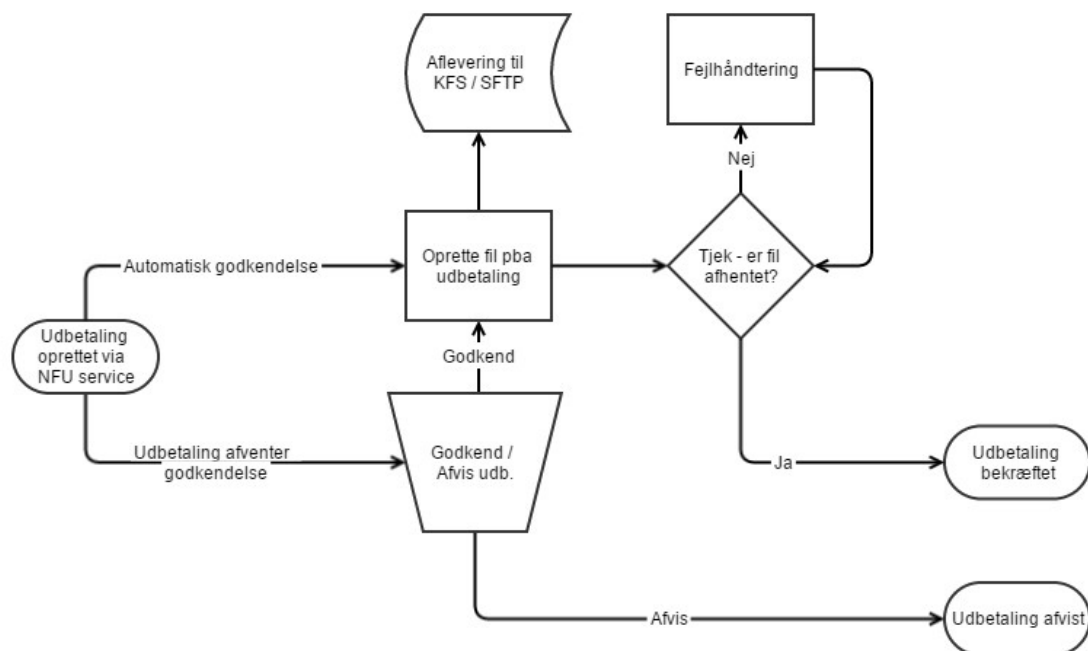 Aflevering til
KFS / SFTP
Fejlhåndtering
Nej
Automatisk godkendelse
Oprette fil pba
udbetaling
Tjek - er fil
afhentet?
Udbetaling
oprettet via
NFU service
Godkend
Udbetaling afventer
godkendelse
Godkend /
Afvis udb.
Ja
Udbetaling
bekræftet
Afvis
Udbetaling afvist